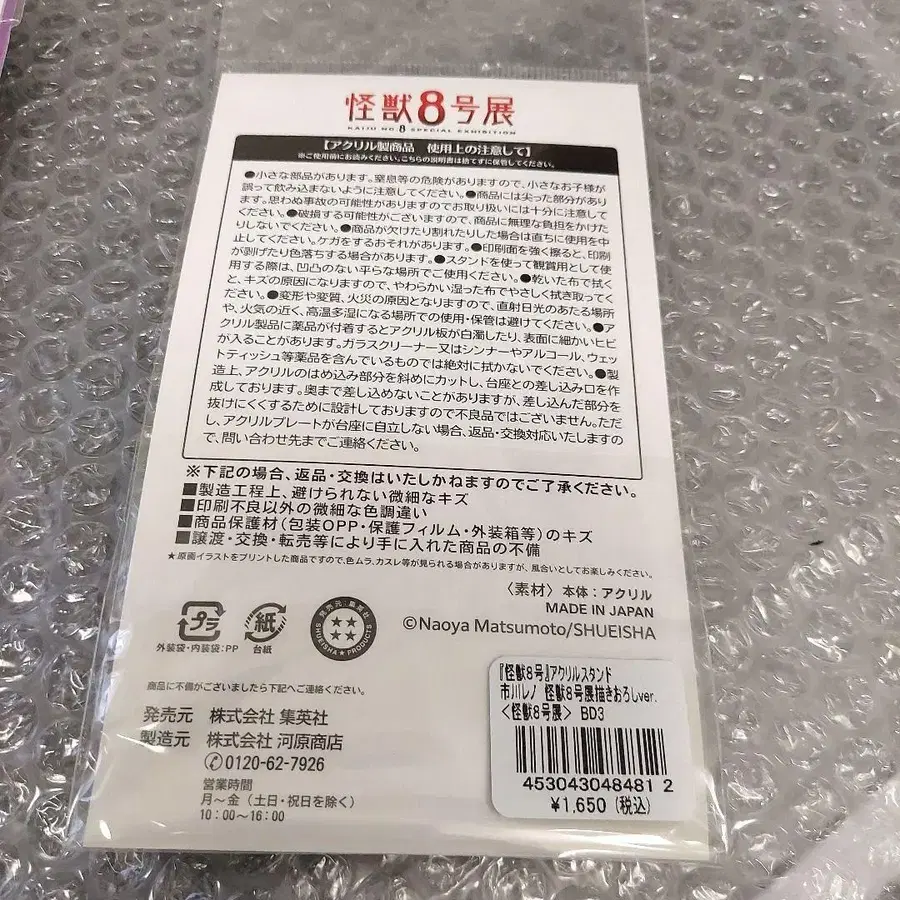 怪獣8号展
KAIJU NO.8 SPECIAL EXHIBITION
【アクリル製商品　使用上の注意して】
※ご使用前にお読みください。こちらの説明書は捨てずに保管してください。
●小さな部品があります。窒息等の危険がありますので、小さなお子様が
誤って飲み込まないように注意してください。●商品には尖った部分があり
ます。思わぬ事故の可能性がありますのでお取り扱いには十分に注意して
ください。●破損する可能性がございますので、商品に無理な負担をかけた
りしないでください。●商品が欠けたり割れたりした場合は直ちに使用を中
止してください。ケガをするおそれがあります。●印刷面を強く擦ると、印刷
が剥げたり色落ちする場合があります。●スタンドを使って観賞用として使
用する際は、凹凸のない平らな場所でご使用ください。●乾いた布で拭く
と、キズの原因になりますので、やわらかい湿った布でやさしく拭き取ってく
ださい。●変形や変質、火災の原因となりますので、直射日光のあたる場所
や、火気の近く、高温多湿になる場所での使用・保管は避けてください。●ア
クリル製品に薬品が付着するとアクリル板が白濁したり、表面に細かいヒビ
が入ることがあります。ガラスクリーナー又はシンナーやアルコール、ウェッ
トティッシュ等薬品を含んでいるものでは絶対に拭かないでください。●製
造上、アクリルのはめ込み部分を斜めにカットし、台座との差し込み口を作
成しております。奥まで差し込めないことがありますが、差し込んだ部分を
抜けにくくするために設計しておりますので不良品ではございません。ただ
し、アクリルプレートが台座に自立しない場合、返品・交換対応いたしますの
で、問い合わせ先までご連絡ください。
※下記の場合、返品・交換はいたしかねますのでご了承ください。
■製造工程上、避けられない微細なキズ
■印刷不良以外の微細な色調違い
■商品保護材（包装OPP・保護フィルム・外装箱等）のキズ
■譲渡・交換・転売等により手に入れた商品の不備
★原画イラストをプリントした商品ですので、色ムラ、カスレ等が見られる場合がありますが、風合いとしてお楽しみください。
〈素材〉本体：アクリル
MADE IN JAPAN
©Naoya Matsumoto/SHUEISHA
プラ
外装袋・内装袋：PP
紙
台紙
発売元：集英社
SHUEISHA★PRODUCTS
商品に不備がございましたら下記へご連絡ください。
発売元　株式会社 集英社
製造元　株式会社 河原商店
✆0120-62-7926
営業時間
月〜金（土日・祝日を除く）
10：00〜16：00
『怪獣8号』アクリルスタンド
市川レノ 怪獣8号展描きおろしver.
〈怪獣8号展〉 BD3
453043048481 2
¥1,650（税込）